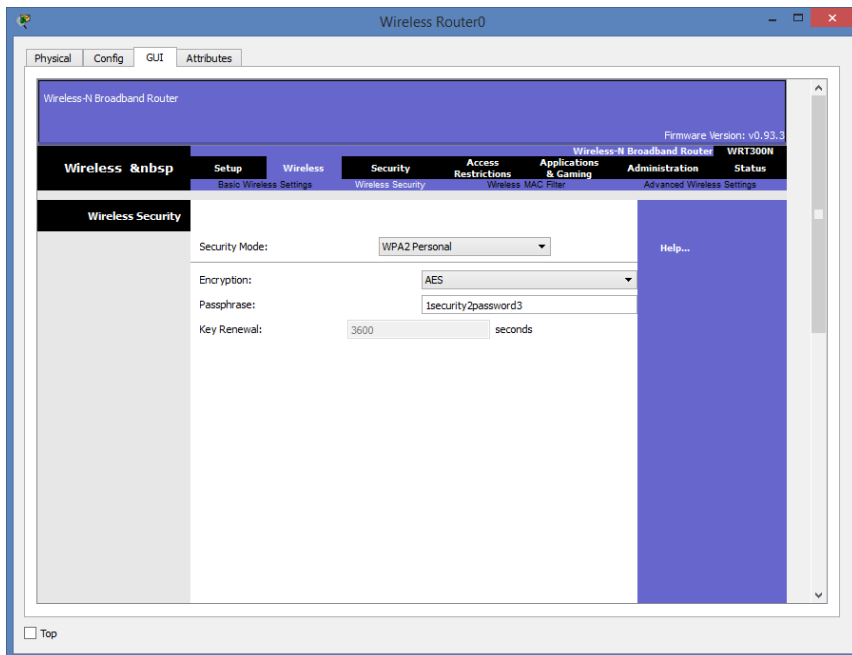 Wireless Router0
Physical Config GUI Attributes
Wireless-N Broadband Router
Firmware Version: v0.93.3
Wireless-N Broadband Router WRT300N
Wireless &nbsp Setup Wireless Security Access Restrictions Applications & Gaming Administration Status
Basic Wireless Settings Wireless Security Wireless MAC Filter Advanced Wireless Settings
Wireless Security
Security Mode: WPA2 Personal Help...
Encryption: AES
Passphrase: 1security2password3
Key Renewal: 3600 seconds
Top